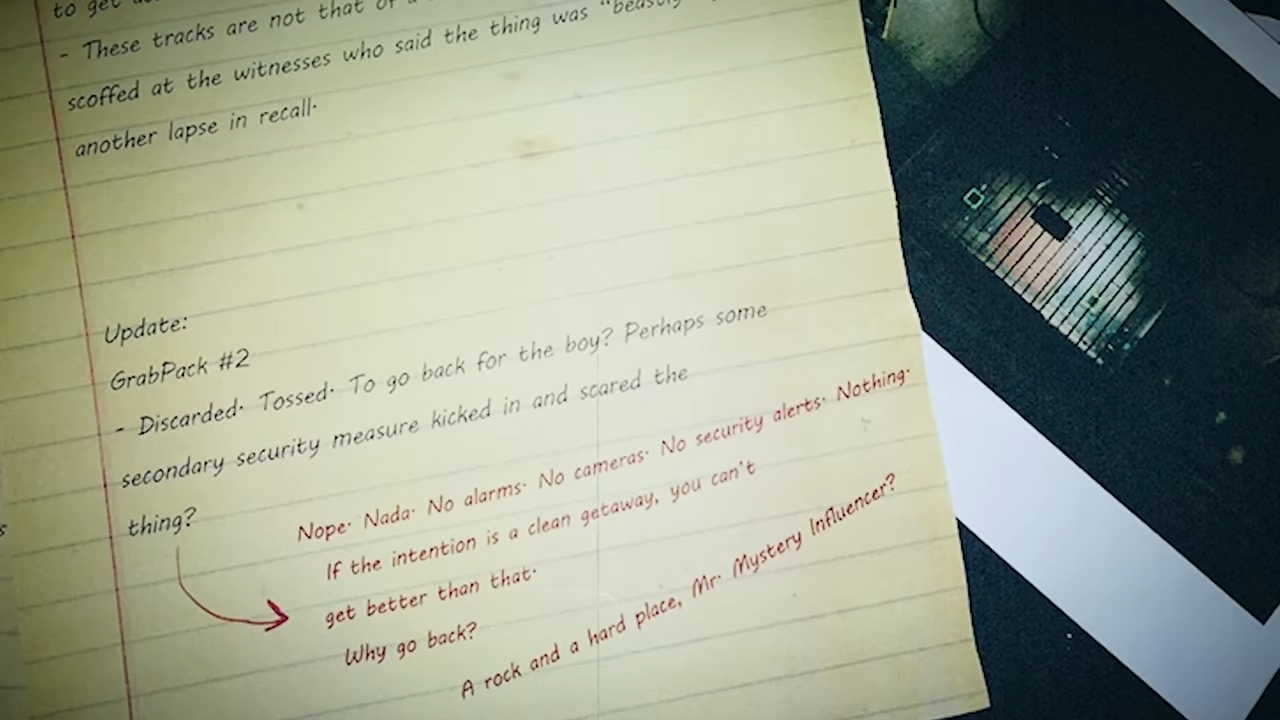 to get
- These tracks are not that of a
scoffed at the witnesses who said the thing was "beastly
another lapse in recall.
Update:
GrabPack #2
- Discarded. Tossed. To go back for the boy? Perhaps some
secondary security measure kicked in and scared the
thing?
Nope. Nada. No alarms. No cameras. No security alerts. Nothing.
If the intention is a clean getaway, you can't
get better than that.
Why go back?
A rock and a hard place, Mr. Mystery Influencer?